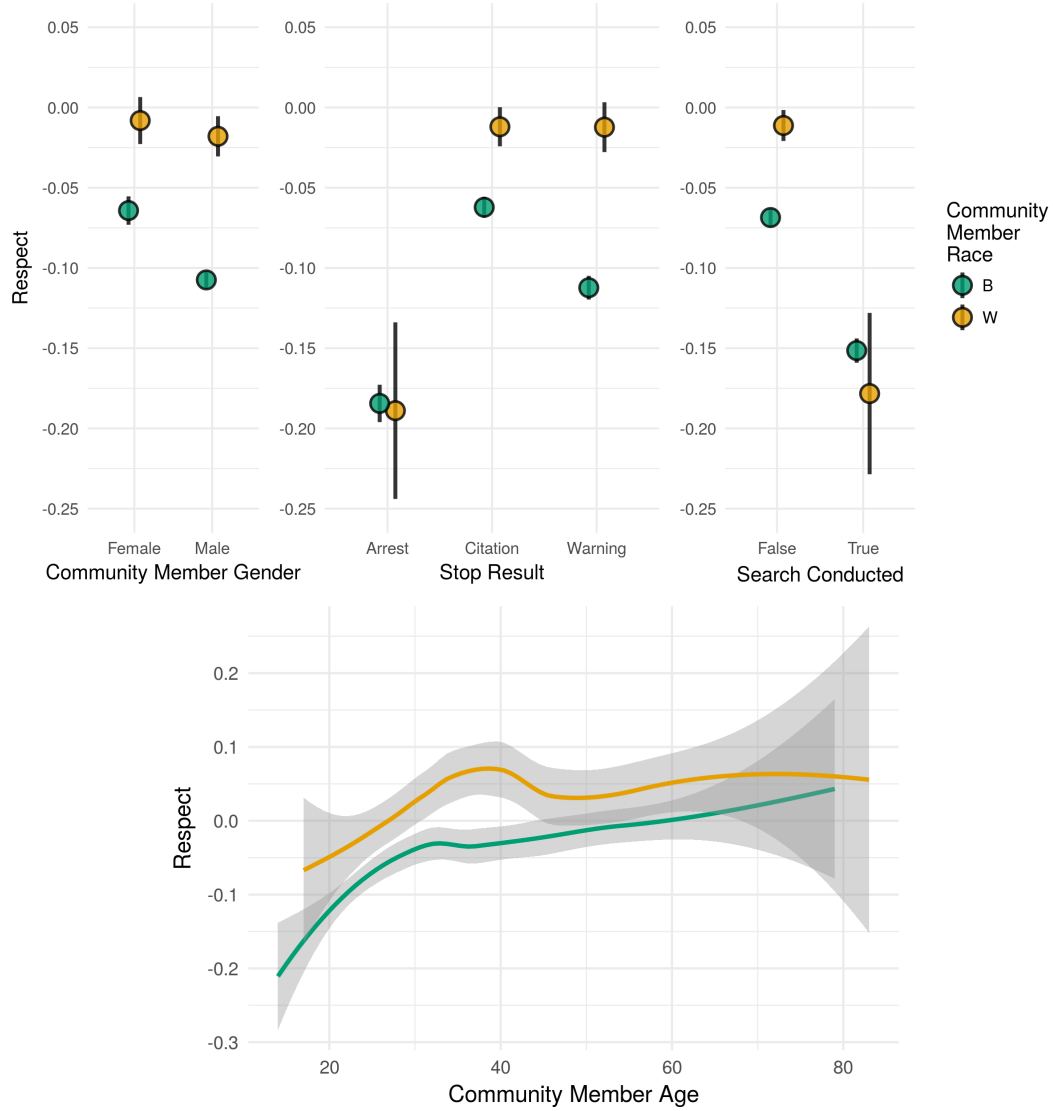 0.05
0.00
-0.05
-0.10
-0.15
-0.20
-0.25
Respect
Female Male
Community Member Gender
0.05
0.00
-0.05
-0.10
-0.15
-0.20
-0.25
Arrest Citation Warning
Stop Result
0.05
0.00
-0.05
-0.10
-0.15
-0.20
-0.25
False True
Search Conducted
Community
Member
Race
B
W
0.2
0.1
0.0
-0.1
-0.2
-0.3
Respect
20 40 60 80
Community Member Age